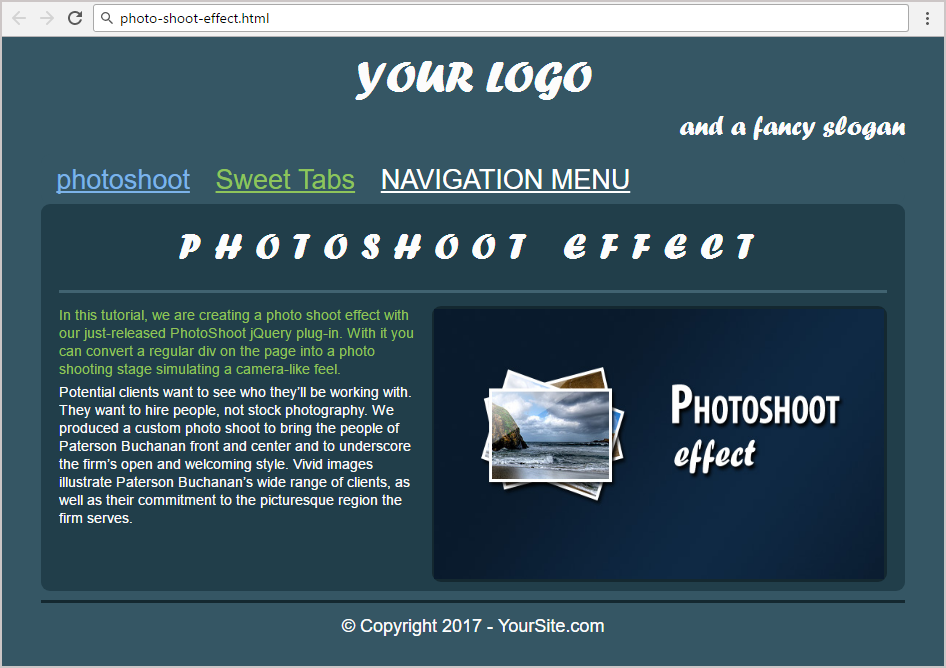 photo-shoot-effect.html
YOUR LOGO
and a fancy slogan
photoshoot Sweet Tabs NAVIGATION MENU
PHOTOSHOOT EFFECT
In this tutorial, we are creating a photo shoot effect with
our just-released PhotoShoot jQuery plug-in. With it you
can convert a regular div on the page into a photo
shooting stage simulating a camera-like feel.
Potential clients want to see who they'll be working with.
They want to hire people, not stock photography. We
produced a custom photo shoot to bring the people of
Paterson Buchanan front and center and to underscore
the firm's open and welcoming style. Vivid images
illustrate Paterson Buchanan's wide range of clients, as
well as their commitment to the picturesque region the
firm serves.
PHOTOSHOOT
effect
© Copyright 2017 - YourSite.com